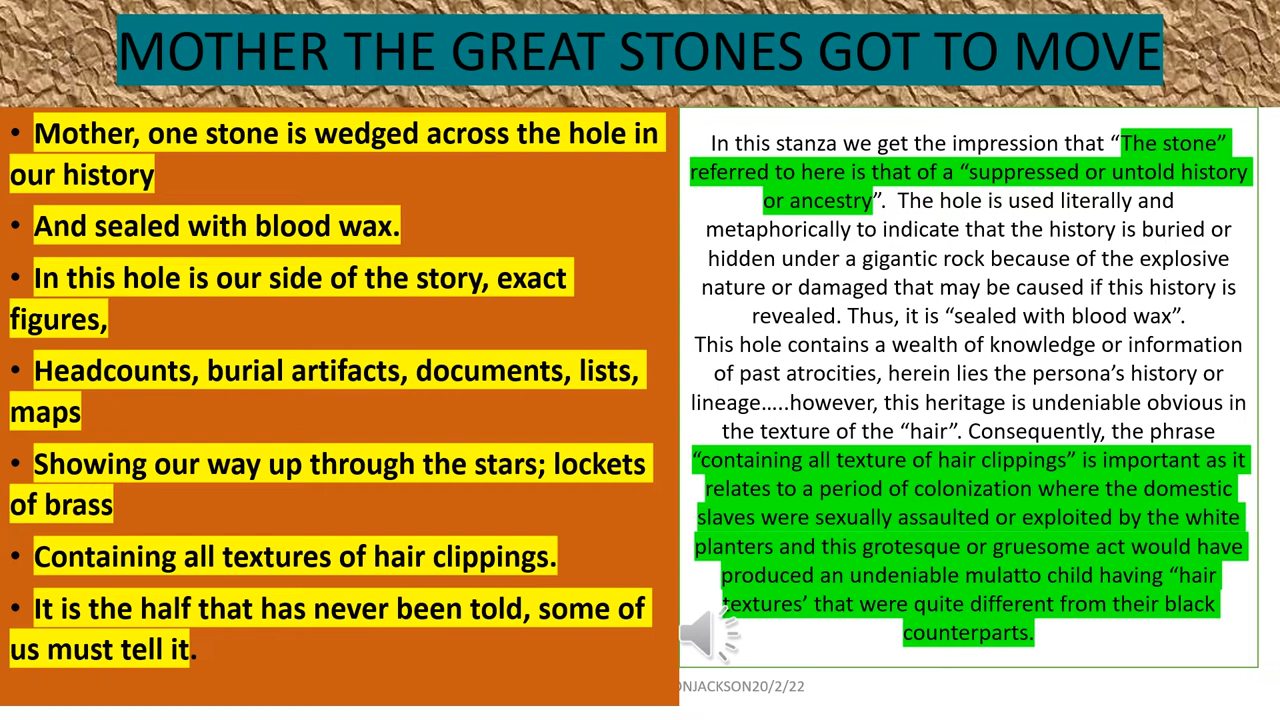 MOTHER THE GREAT STONES GOT TO MOVE
• Mother, one stone is wedged across the hole in
our history
• And sealed with blood wax.
• In this hole is our side of the story, exact
figures,
• Headcounts, burial artifacts, documents, lists,
maps
• Showing our way up through the stars; lockets
of brass
• Containing all textures of hair clippings.
• It is the half that has never been told, some of
us must tell it.
In this stanza we get the impression that “The stone”
referred to here is that of a “suppressed or untold history
or ancestry”. The hole is used literally and
metaphorically to indicate that the history is buried or
hidden under a gigantic rock because of the explosive
nature or damaged that may be caused if this history is
revealed. Thus, it is “sealed with blood wax”.
This hole contains a wealth of knowledge or information
of past atrocities, herein lies the persona’s history or
lineage…..however, this heritage is undeniable obvious in
the texture of the “hair”. Consequently, the phrase
“containing all texture of hair clippings” is important as it
relates to a period of colonization where the domestic
slaves were sexually assaulted or exploited by the white
planters and this grotesque or gruesome act would have
produced an undeniable mulatto child having “hair
textures’ that were quite different from their black
counterparts.
NJACKSON20/2/22